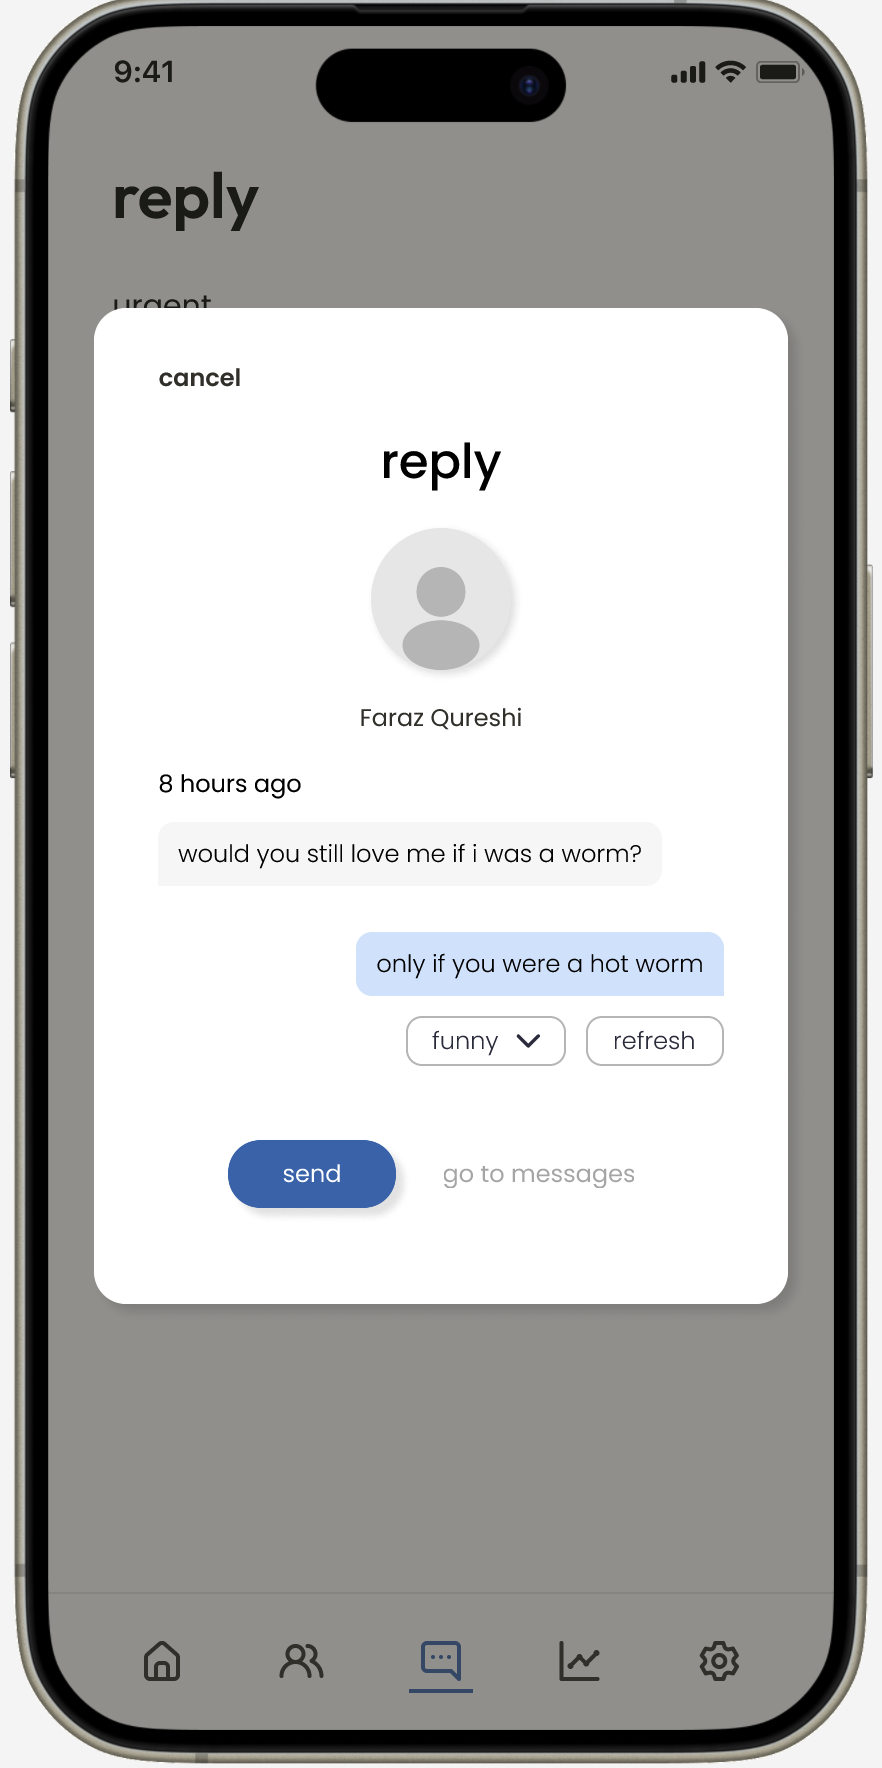 9:41
reply
urgent
cancel
reply
Faraz Qureshi
8 hours ago
would you still love me if i was a worm?
only if you were a hot worm
funny
refresh
send
go to messages